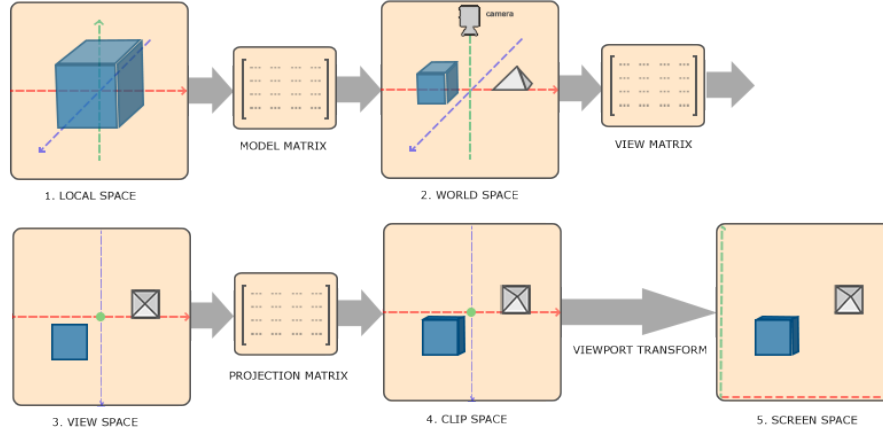 camera
MODEL MATRIX
VIEW MATRIX
1. LOCAL SPACE
2. WORLD SPACE
PROJECTION MATRIX
VIEWPORT TRANSFORM
3. VIEW SPACE
4. CLIP SPACE
5. SCREEN SPACE